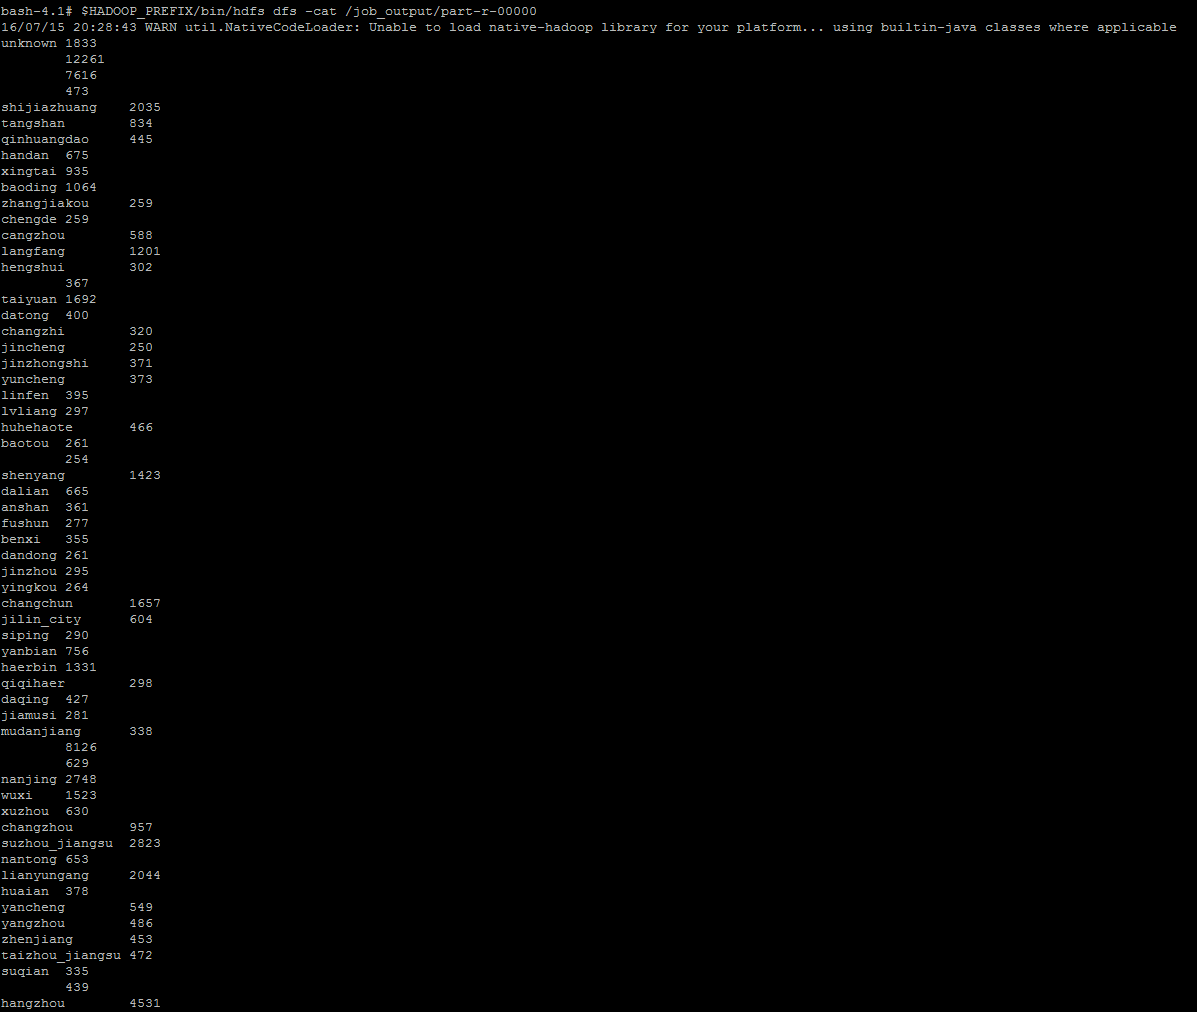 bash-4.1# $HADOOP_PREFIX/bin/hdfs dfs -cat /job_output/part-r-00000
16/07/15 20:28:43 WARN util.NativeCodeLoader: Unable to load native-hadoop library for your platform... using builtin-java classes where applicable
unknown 1833
12261
7616
473
shijiazhuang 2035
tangshan 834
qinhuangdao 445
handan 675
xingtai 935
baoding 1064
zhangjiakou 259
chengde 259
cangzhou 588
langfang 1201
hengshui 302
367
taiyuan 1692
datong 400
changzhi 320
jincheng 250
jinzhongshi 371
yuncheng 373
linfen 395
lvliang 297
huhehaote 466
baotou 261
254
shenyang 1423
dalian 665
anshan 361
fushun 277
benxi 355
dandong 261
jinzhou 295
yingkou 264
changchun 1657
jilin_city 604
siping 290
yanbian 756
haerbin 1331
qiqihaer 298
daqing 427
jiamusi 281
mudanjiang 338
8126
629
nanjing 2748
wuxi 1523
xuzhou 630
changzhou 957
suzhou_jiangsu 2823
nantong 653
lianyungang 2044
huaian 378
yancheng 549
yangzhou 486
zhenjiang 453
taizhou_jiangsu 472
suqian 335
439
hangzhou 4531